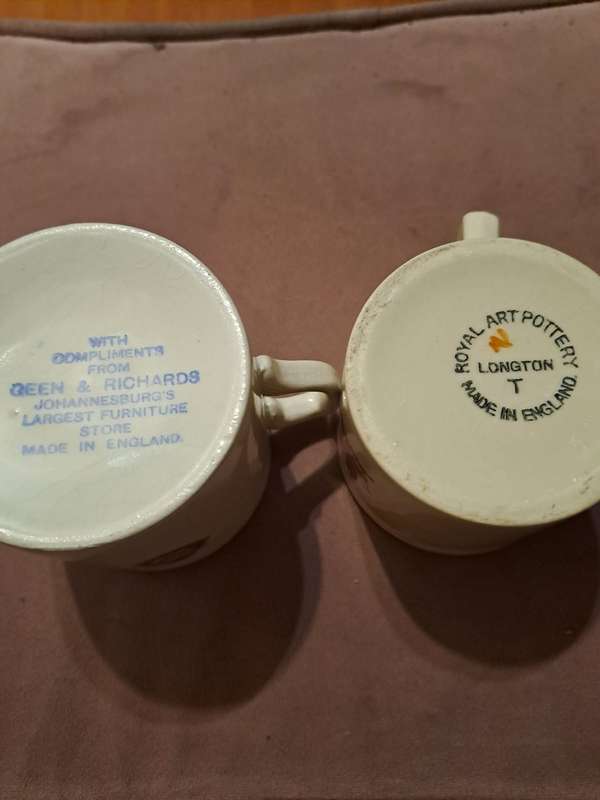 WITH
COMPLIMENTS
FROM
GEEN & RICHARDS
JOHANNESBURG'S
LARGEST FURNITURE
STORE
MADE IN ENGLAND.
ROYAL ART POTTERY
LONGTON
T
MADE IN ENGLAND.